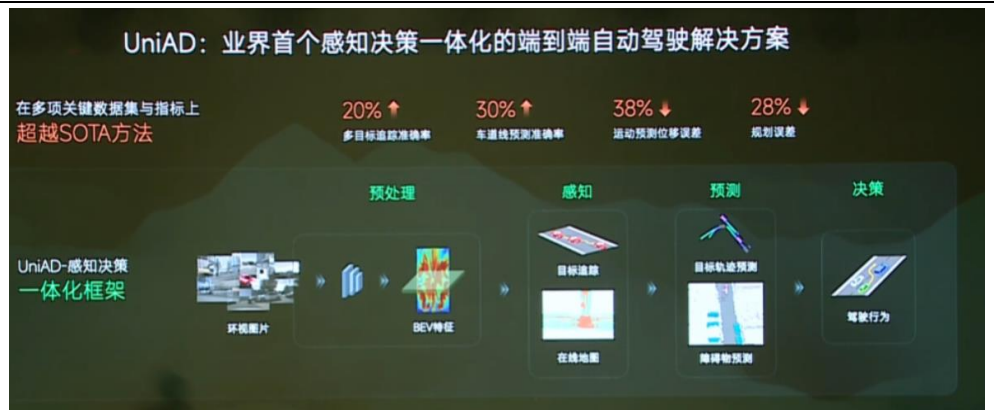 UniAD：业界首个感知决策一体化的端到端自动驾驶解决方案
在多项关键数据集与指标上
超越SOTA方法
20%
多目标追踪准确率
30%
车道线预测准确率
38%
运动预测位移误差
28%
规划误差
预处理
感知
预测
决策
UniAD-感知决策
一体化框架
环视图片
BEV特征
目标追踪
在线地图
目标轨迹预测
障碍物预测
驾驶行为